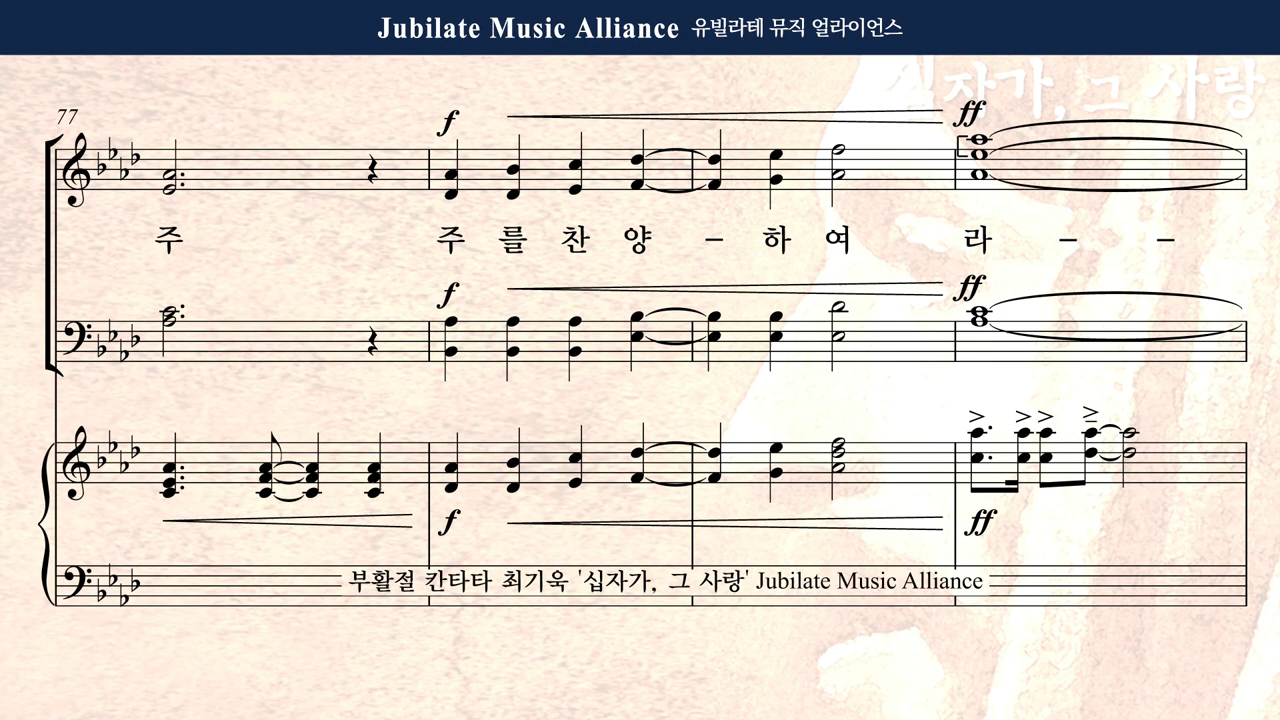 Jubilate Music Alliance 유빌라테 뮤직 얼라이언스
십자가, 그 사랑
77
f ff
주 주 를 찬 양 - 하 여 라 - -
f ff
f ff
부활절 칸타타 최기욱 '십자가, 그 사랑' Jubilate Music Alliance